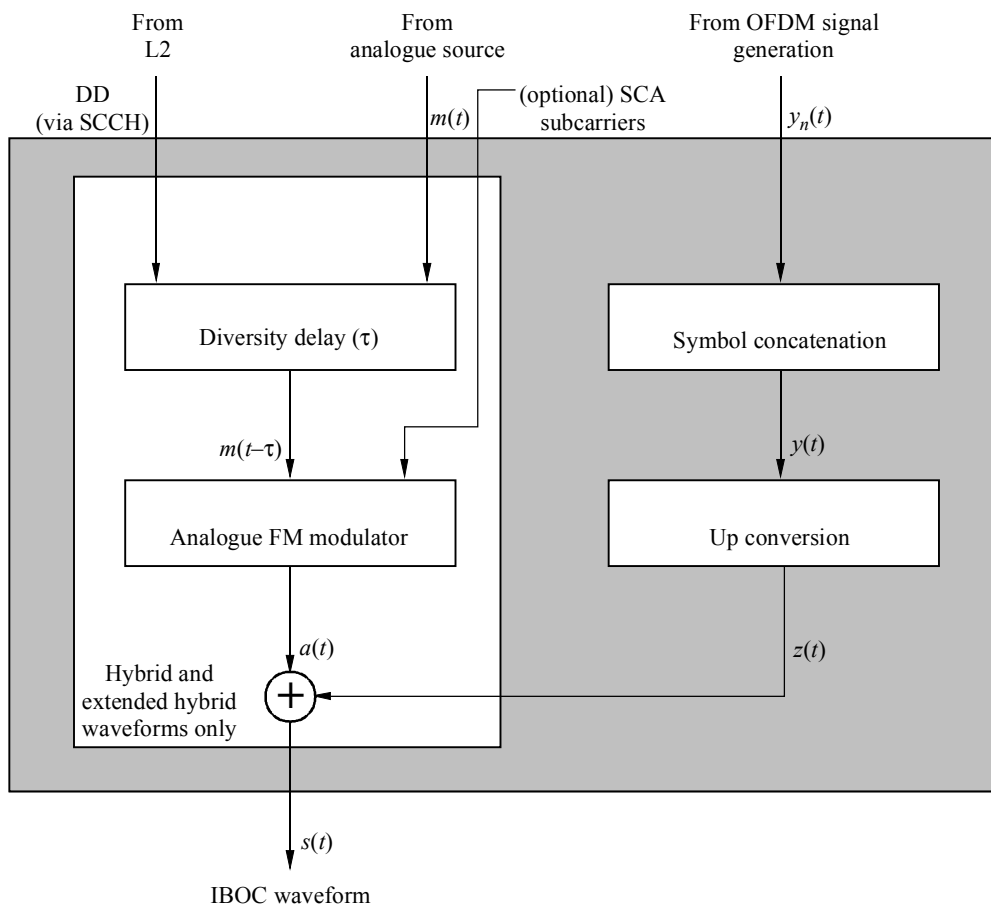 From
L2
From
analogue source
From OFDM signal
generation
DD
(via SCCH)
m(t)
(optional) SCA
subcarriers
yn(t)
Diversity delay (τ)
Symbol concatenation
m(t–τ)
y(t)
Analogue FM modulator
Up conversion
a(t)
z(t)
Hybrid and
extended hybrid
waveforms only
+
s(t)
IBOC waveform